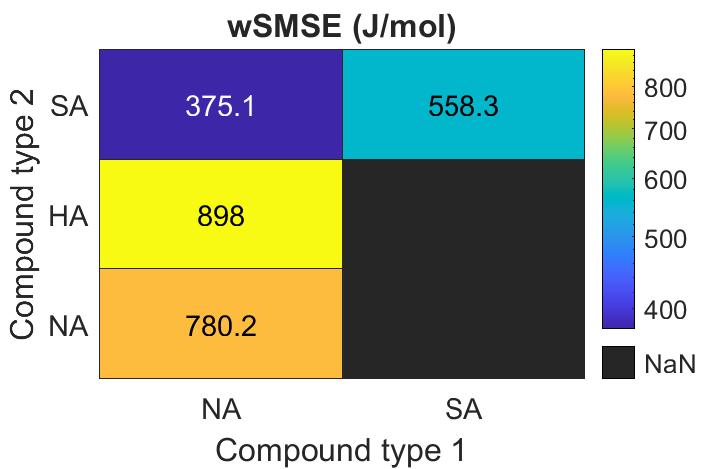 wSMSE (J/mol)
Compound type 2
SA
375.1
558.3
HA
898
NA
780.2
NA
SA
Compound type 1
800
700
600
500
400
NaN